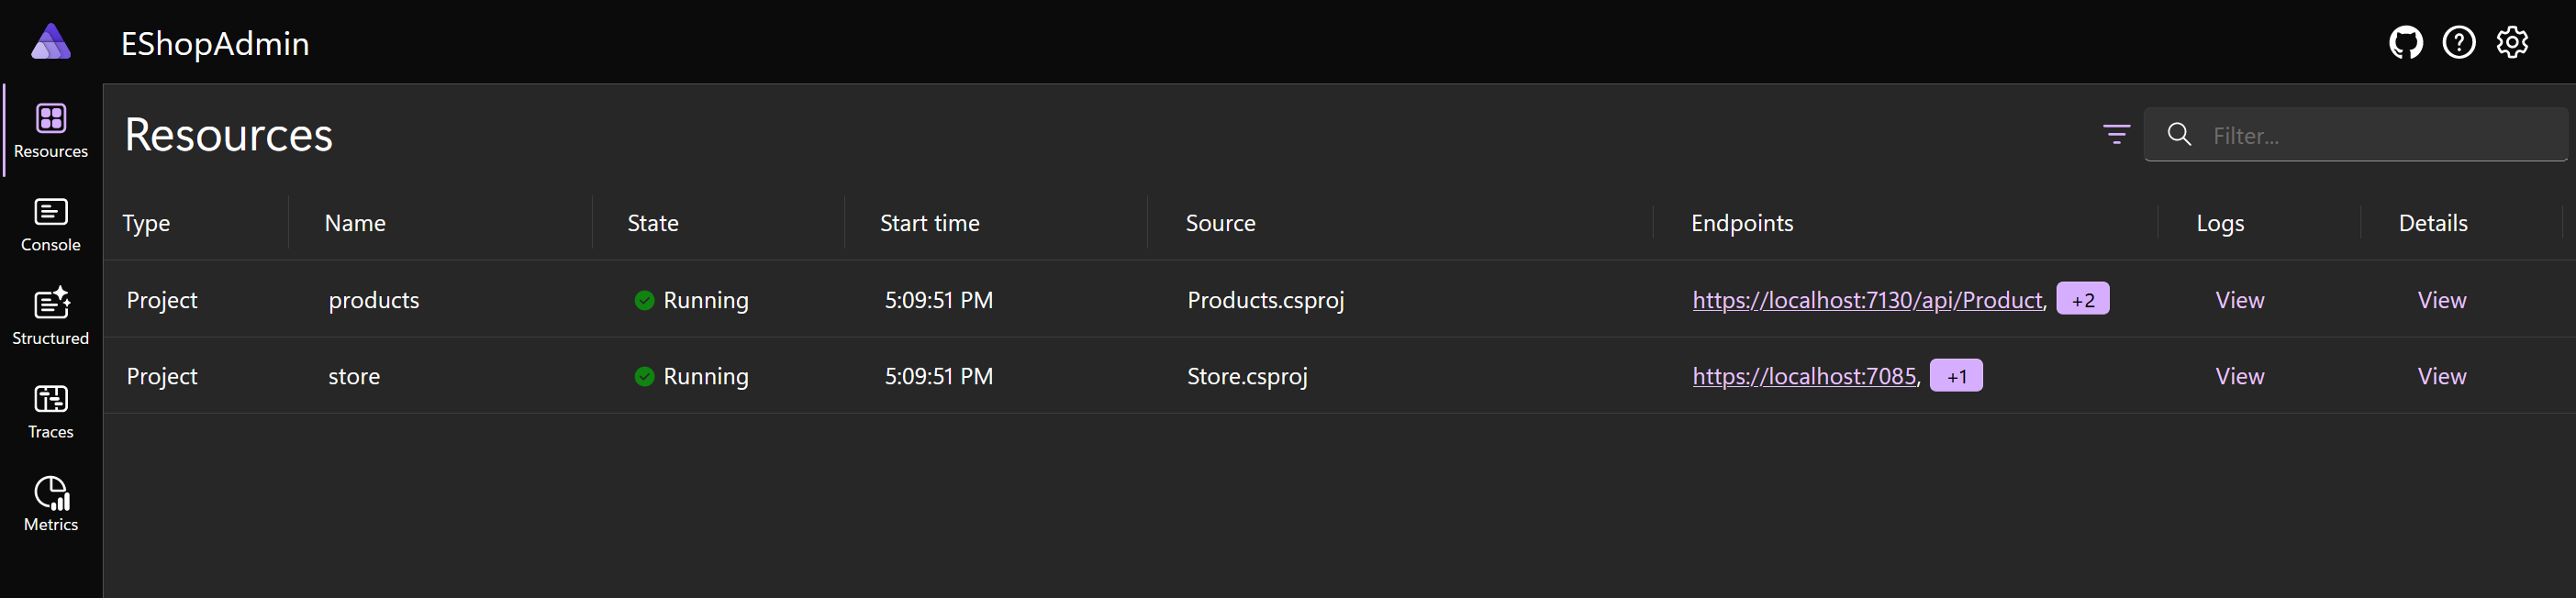 EShopAdmin
Resources
Filter...
Resources
Console
Structured
Traces
Metrics
Type Name State Start time Source Endpoints Logs Details
Project products Running 5:09:51 PM Products.csproj https://localhost:7130/api/Product, +2 View View
Project store Running 5:09:51 PM Store.csproj https://localhost:7085, +1 View View